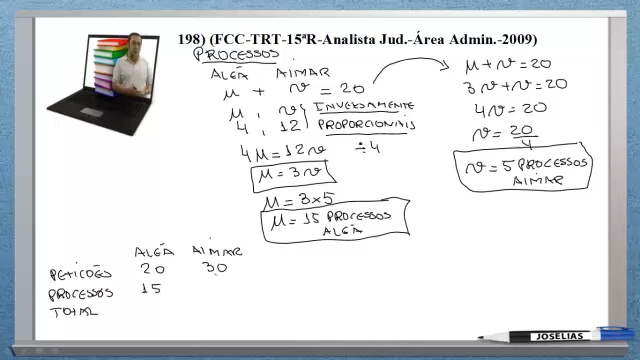 198) (FCC-TRT-15ªR-Analista Jud.-Área Admin.-2009)
PROCESSOS
ALÉA AIMAR
μ + ν = 20
μ , ν INVERSAMENTE
4 , 12 PROPORCIONAIS
4μ = 12ν ÷4
μ = 3ν
μ = 3×5
μ = 15 PROCESSOS
ALÉA
μ + ν = 20
3ν + ν = 20
4ν = 20
ν = 20/4
ν = 5 PROCESSOS
AIMAR
ALÉA AIMAR
PETIÇÕES 20 30
PROCESSOS 15
TOTAL
JOSELIAS